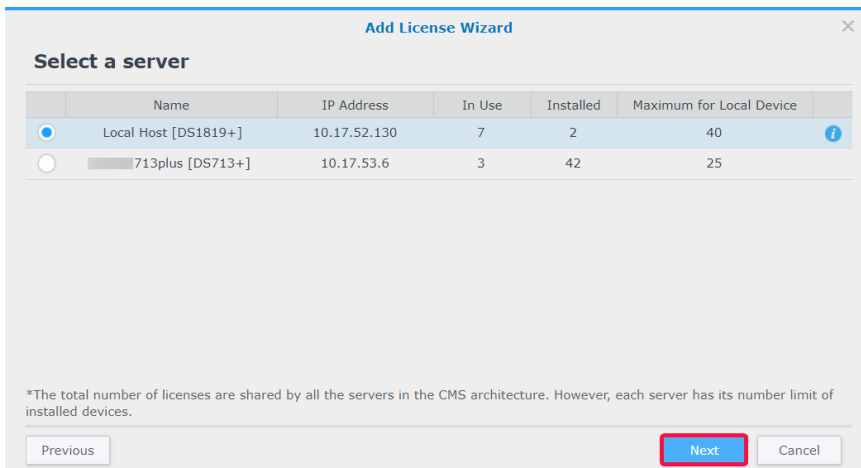 Add License Wizard
Select a server
Name IP Address In Use Installed Maximum for Local Device
Local Host [DS1819+] 10.17.52.130 7 2 40 i
713plus [DS713+] 10.17.53.6 3 42 25
*The total number of licenses are shared by all the servers in the CMS architecture. However, each server has its number limit of
installed devices.
Previous Next Cancel